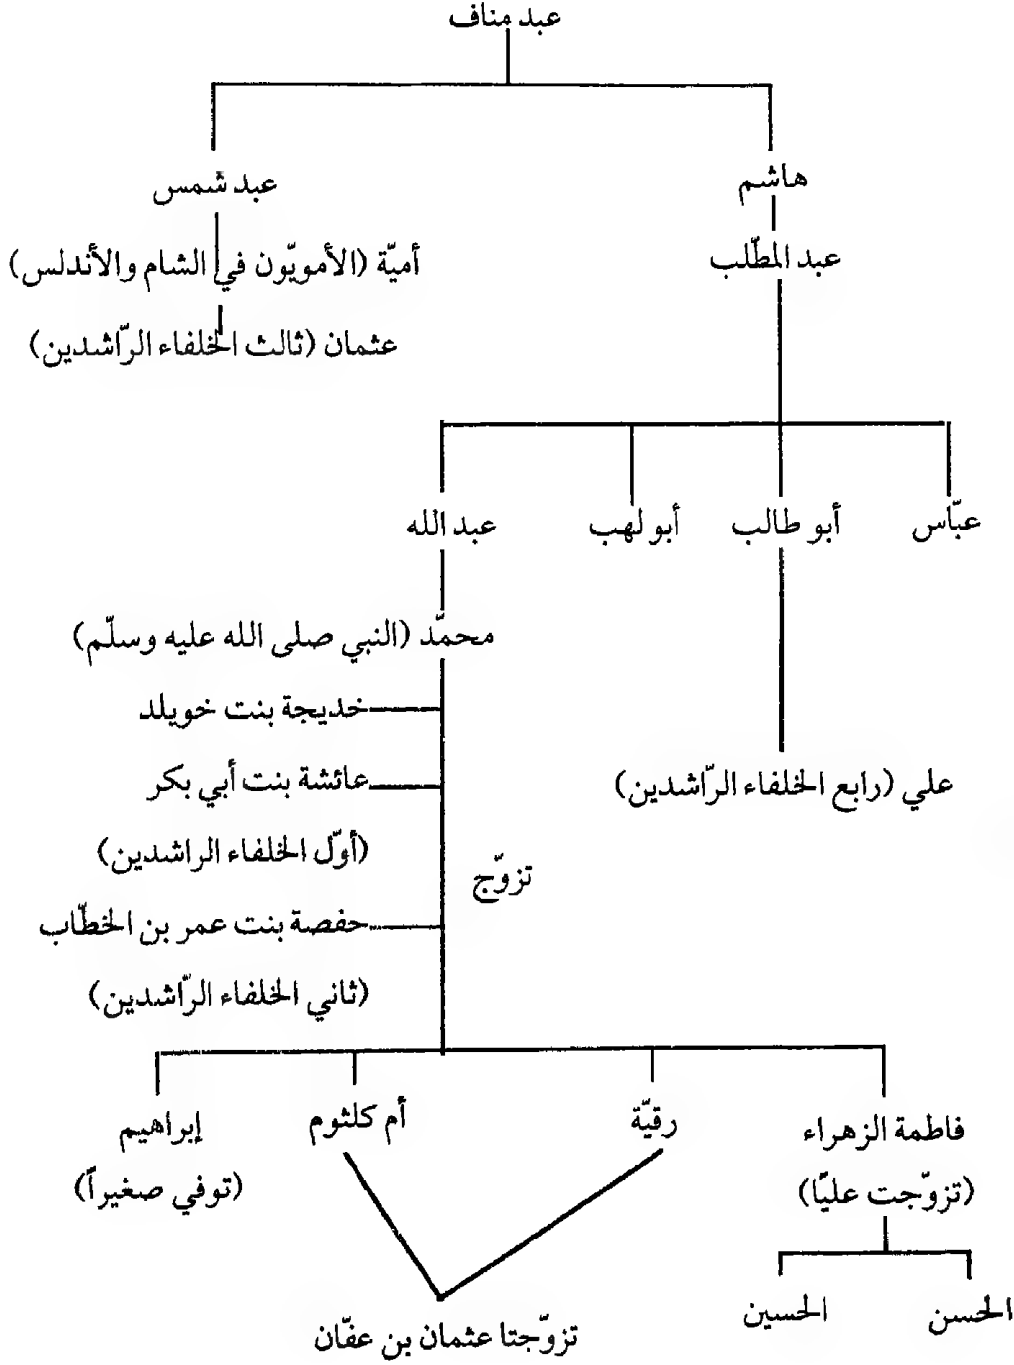 عبد مناف
هاشم
عبد شمس
عبد المطّلب
أميّة (الأمويّون في الشام والأندلس)
عثمان (ثالث الخلفاء الرّاشدين)
عبّاس
أبو طالب
أبو لهب
عبد الله
محمّد (النبي صلى الله عليه وسلّم)
خديجة بنت خويلد
عائشة بنت أبي بكر
علي (رابع الخلفاء الرّاشدين)
(أوّل الخلفاء الراشدين)
تزوّج
حفصة بنت عمر بن الخطّاب
(ثاني الخلفاء الرّاشدين)
فاطمة الزهراء
رقيّة
أم كلثوم
إبراهيم
(تزوّجت عليّا)
(توفي صغيراً)
الحسن
الحسين
تزوّجتا عثمان بن عفّان